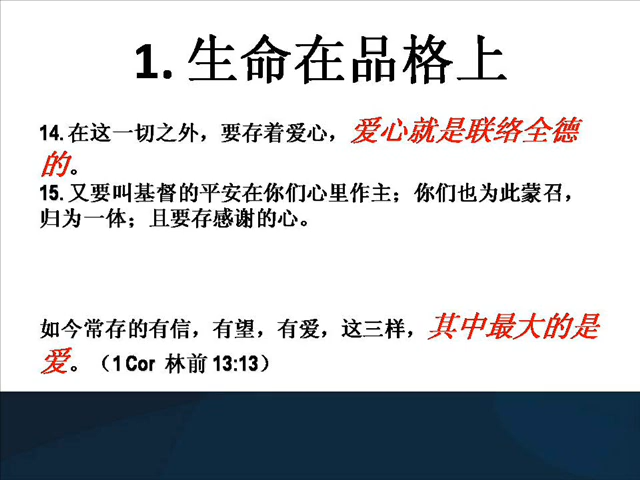 1. 生命在品格上
14. 在这一切之外，要存着爱心，爱心就是联络全德
的。
15. 又要叫基督的平安在你们心里作主；你们也为此蒙召，
归为一体；且要存感谢的心。
如今常存的有信，有望，有爱，这三样，其中最大的是
爱。（1 Cor 林前 13:13）